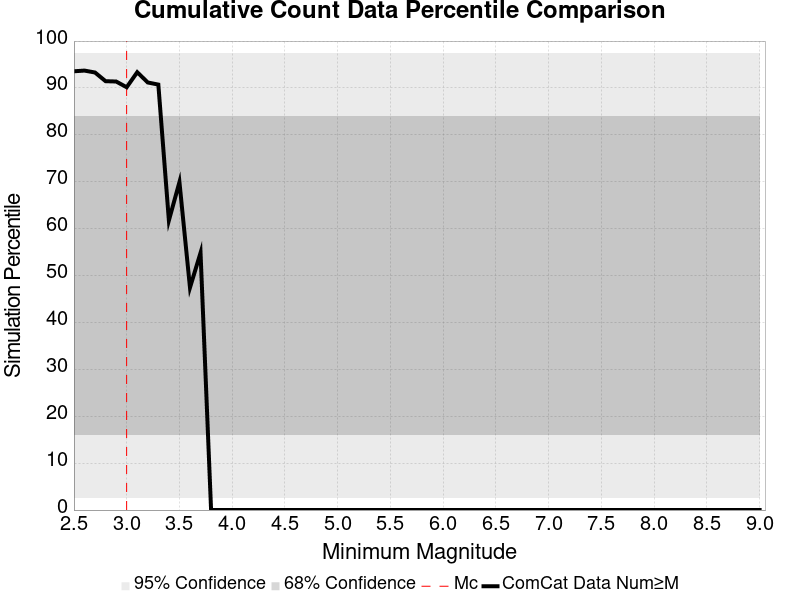 Cumulative Count Data Percentile Comparison
100
90
80
70
60
50
40
30
20
10
0
Simulation Percentile
2.5 3.0 3.5 4.0 4.5 5.0 5.5 6.0 6.5 7.0 7.5 8.0 8.5 9.0
Minimum Magnitude
95% Confidence 68% Confidence Mc ComCat Data Num≥M